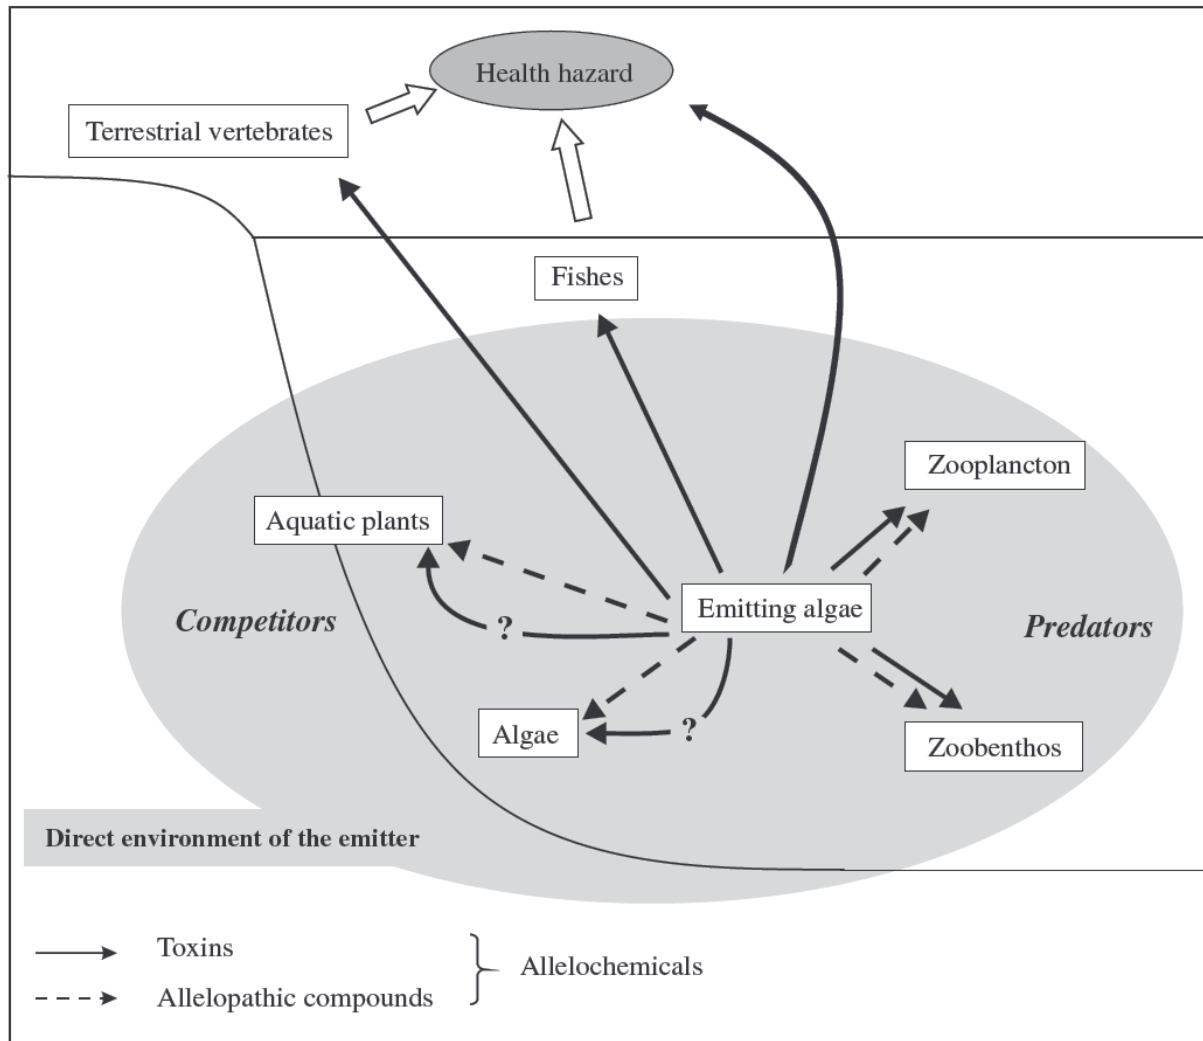 Health hazard
Terrestrial vertebrates
Fishes
Zooplancton
Aquatic plants
Emitting algae
Competitors
?
Predators
Algae
?
Zoobenthos
Direct environment of the emitter
Toxins
Allelochemicals
Allelopathic compounds